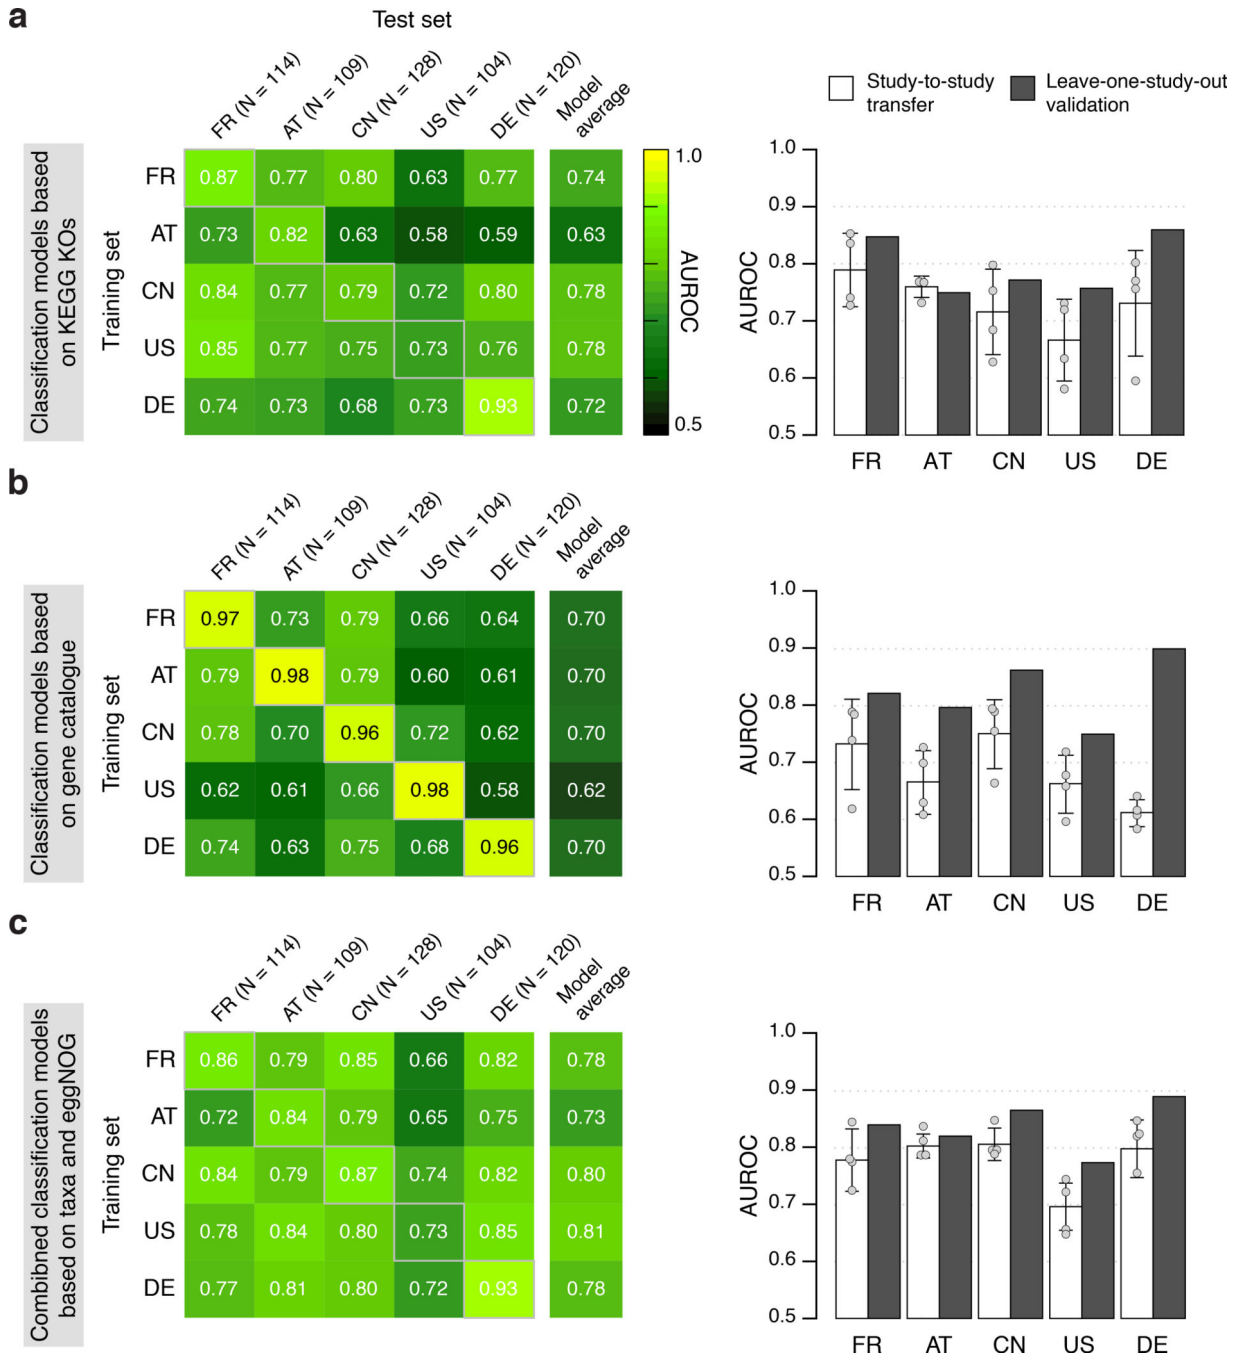 a
Test set
FR (N = 114)
AT (N = 109)
CN (N = 128)
US (N = 104)
DE (N = 120)
Model
average
Classification models based
on KEGG KOs
Training set
FR 0.87 0.77 0.80 0.63 0.77 0.74
AT 0.73 0.82 0.63 0.58 0.59 0.63
CN 0.84 0.77 0.79 0.72 0.80 0.78
US 0.85 0.77 0.75 0.73 0.76 0.78
DE 0.74 0.73 0.68 0.73 0.93 0.72
1.0
AUROC
0.5
Study-to-study
transfer
Leave-one-study-out
validation
AUROC
1.0
0.9
0.8
0.7
0.6
0.5
FR AT CN US DE
b
FR (N = 114)
AT (N = 109)
CN (N = 128)
US (N = 104)
DE (N = 120)
Model
average
Classification models based
on gene catalogue
Training set
FR 0.97 0.73 0.79 0.66 0.64 0.70
AT 0.79 0.98 0.79 0.60 0.61 0.70
CN 0.78 0.70 0.96 0.72 0.62 0.70
US 0.62 0.61 0.66 0.98 0.58 0.62
DE 0.74 0.63 0.75 0.68 0.96 0.70
AUROC
1.0
0.9
0.8
0.7
0.6
0.5
FR AT CN US DE
c
FR (N = 114)
AT (N = 109)
CN (N = 128)
US (N = 104)
DE (N = 120)
Model
average
Combibned classification models
based on taxa and eggNOG
Training set
FR 0.86 0.79 0.85 0.66 0.82 0.78
AT 0.72 0.84 0.79 0.65 0.75 0.73
CN 0.84 0.79 0.87 0.74 0.82 0.80
US 0.78 0.84 0.80 0.73 0.85 0.81
DE 0.77 0.81 0.80 0.72 0.93 0.78
AUROC
1.0
0.9
0.8
0.7
0.6
0.5
FR AT CN US DE